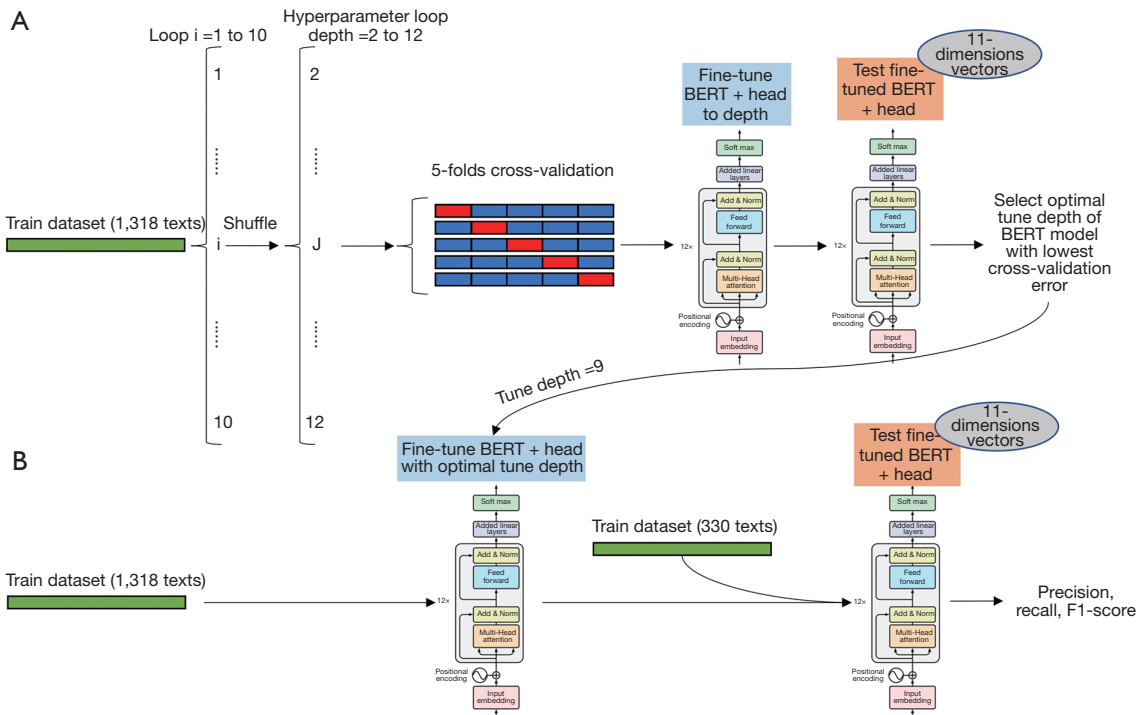 A
Loop i =1 to 10
Hyperparameter loop
depth =2 to 12
1
2
......
......
Train dataset (1,318 texts)
i
Shuffle
J
......
......
10
12
5-folds cross-validation
Fine-tune
BERT + head
to depth
Soft max
Added linear
layers
Add & Norm
Feed
forward
12×
Add & Norm
Multi-Head
attention
Positional
encoding
Input
embedding
11-
dimensions
vectors
Test fine-
tuned BERT
+ head
Soft max
Added linear
layers
Add & Norm
Feed
forward
12×
Add & Norm
Multi-Head
attention
Positional
encoding
Input
embedding
Select optimal
tune depth of
BERT model
with lowest
cross-validation
error
Tune depth =9
B
Train dataset (1,318 texts)
Fine-tune BERT + head
with optimal tune depth
Soft max
Added linear
layers
Add & Norm
Feed
forward
12×
Add & Norm
Multi-Head
attention
Positional
encoding
Input
embedding
Train dataset (330 texts)
11-
dimensions
vectors
Test fine-
tuned BERT
+ head
Soft max
Added linear
layers
Add & Norm
Feed
forward
12×
Add & Norm
Multi-Head
attention
Positional
encoding
Input
embedding
Precision,
recall, F1-score